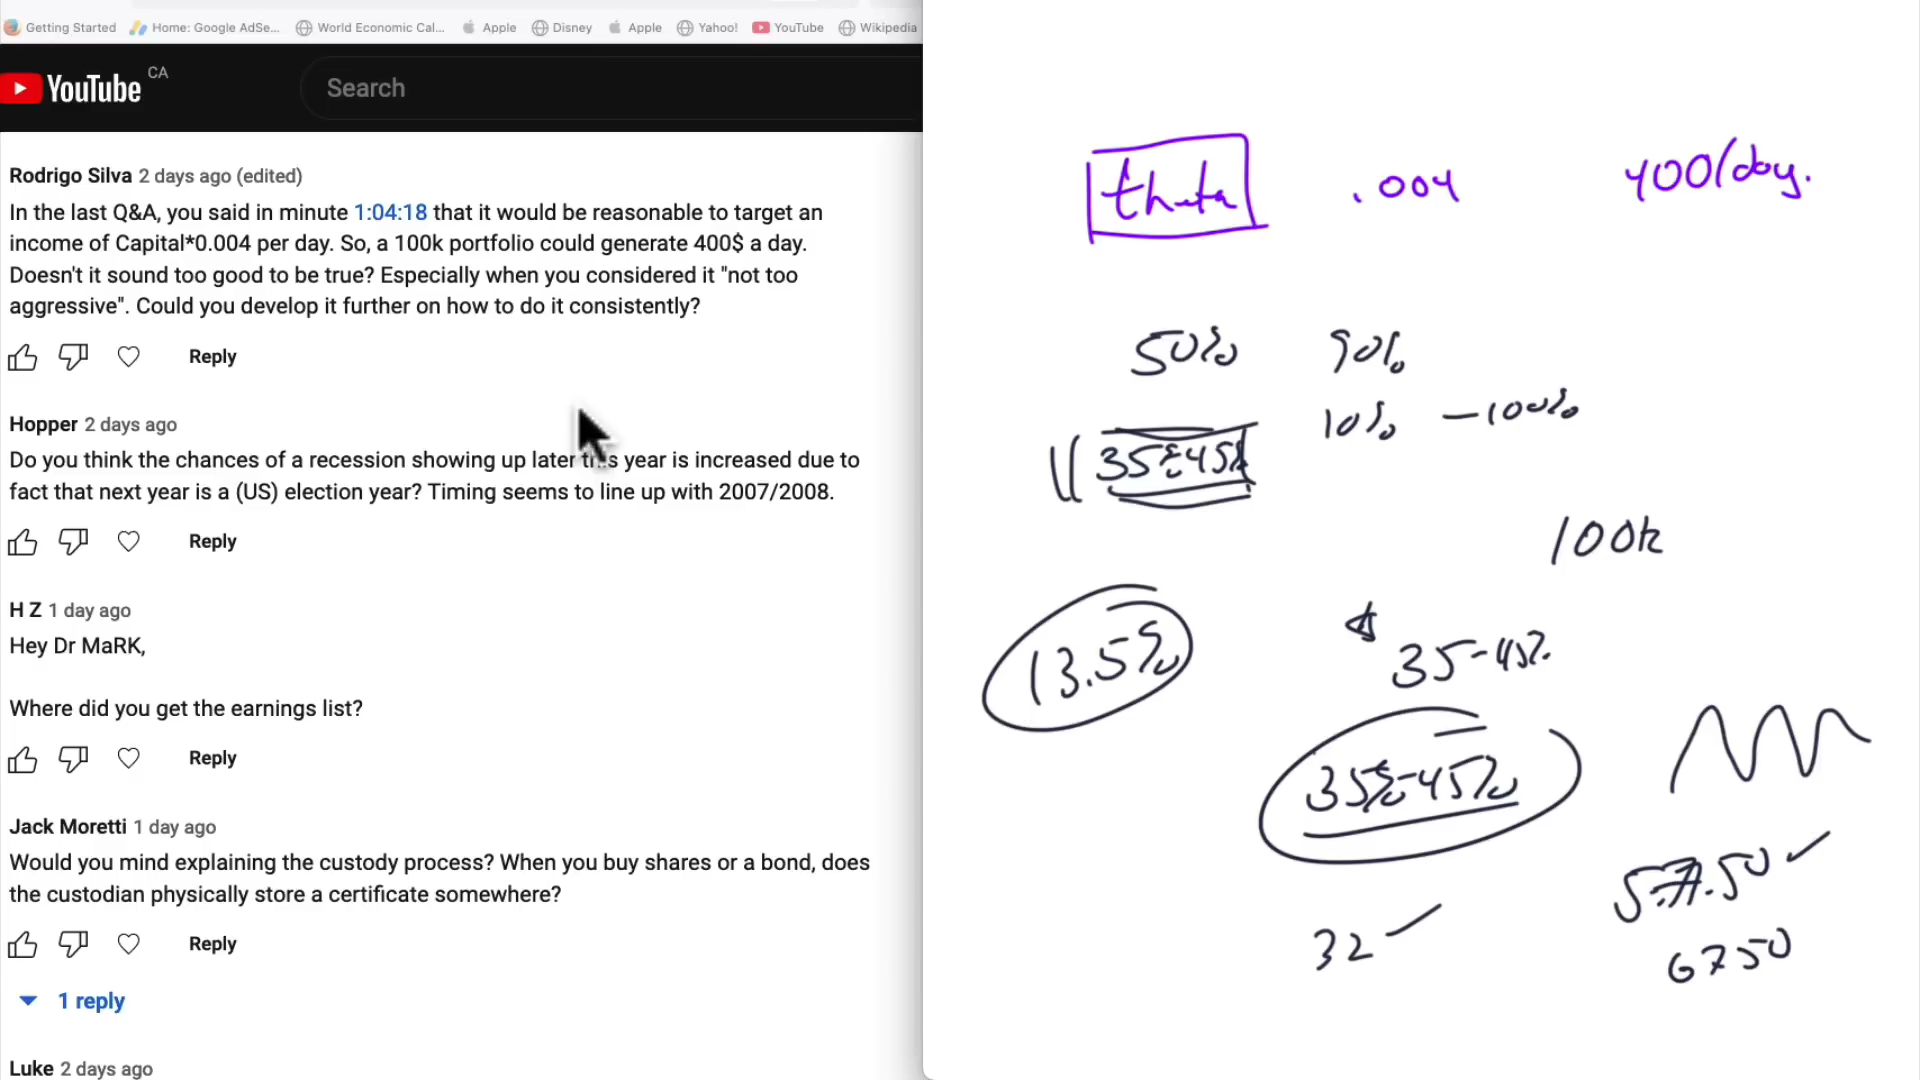 Getting Started Home: Google AdSe... World Economic Cal... Apple Disney Apple Yahoo! YouTube Wikipedia
YouTube CA
Search
Rodrigo Silva 2 days ago (edited)
In the last Q&A, you said in minute 1:04:18 that it would be reasonable to target an
income of Capital*0.004 per day. So, a 100k portfolio could generate 400$ a day.
Doesn't it sound too good to be true? Especially when you considered it "not too
aggressive". Could you develop it further on how to do it consistently?
Reply
Hopper 2 days ago
Do you think the chances of a recession showing up later this year is increased due to
fact that next year is a (US) election year? Timing seems to line up with 2007/2008.
Reply
H Z 1 day ago
Hey Dr MaRK,
Where did you get the earnings list?
Reply
Jack Moretti 1 day ago
Would you mind explaining the custody process? When you buy shares or a bond, does
the custodian physically store a certificate somewhere?
Reply
1 reply
Luke 2 days ago
theta .004 400/day.
50% 90%
10% -100%
35%-45%
100k
13.5%
35-45%
35%-45%
32
6750